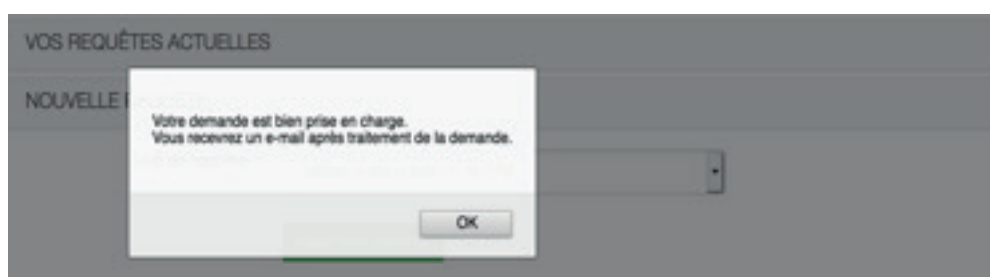 VOS REQUÊTES ACTUELLES
NOUVELLE
Votre demande est bien prise en charge.
Vous recevrez un e-mail après traitement de la demande.
OK